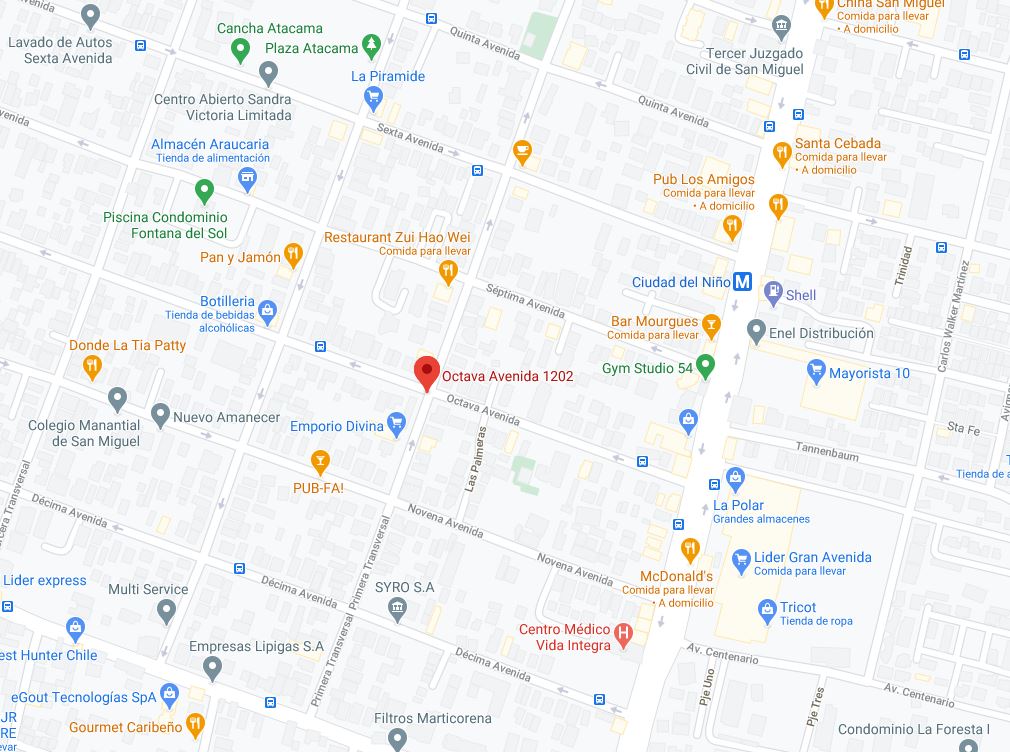 China San Miguel
Comida para llevar
• A domicilio
Cancha Atacama
Plaza Atacama
Quinta Avenida
Lavado de Autos
Sexta Avenida
Tercer Juzgado
Civil de San Miguel
La Piramide
Centro Abierto Sandra
Victoria Limitada
Quinta Avenida
Sexta Avenida
Almacén Araucaria
Tienda de alimentación
Santa Cebada
Comida para llevar
• A domicilio
Pub Los Amigos
Comida para llevar
• A domicilio
Piscina Condominio
Fontana del Sol
Restaurant Zui Hao Wei
Comida para llevar
Pan y Jamón
Trinidad
Carlos Walker Martínez
Ciudad del Niño
M
Shell
Séptima Avenida
Botilleria
Tienda de bebidas
alcohólicas
Bar Mourgues
Comida para llevar
Enel Distribución
Donde La Tia Patty
Gym Studio 54
Mayorista 10
Octava Avenida 1202
Octava Avenida
Colegio Manantial
de San Miguel
Nuevo Amanecer
Emporio Divina
Santa Fe
Tannenbaum
Las Palmeras
Tienda de a
PUB-FA!
La Polar
Grandes almacenes
Décima Avenida
Novena Avenida
Novena Avenida
Primera Transversal
Lider Gran Avenida
Comida para llevar
McDonald's
Comida para llevar
• A domicilio
Lider express
Multi Service
Décima Avenida
SYRO S.A
Tricot
Tienda de ropa
Centro Médico
Vida Integra
H
est Hunter Chile
Empresas Lipigas S.A
Primera Transversal
Décima Avenida
Av. Centenario
Av. Centenario
Pje Uno
Pje Tres
eGout Tecnologías SpA
Gourmet Caribeño
JR
RE
Filtros Marticorena
Condominio La Foresta I